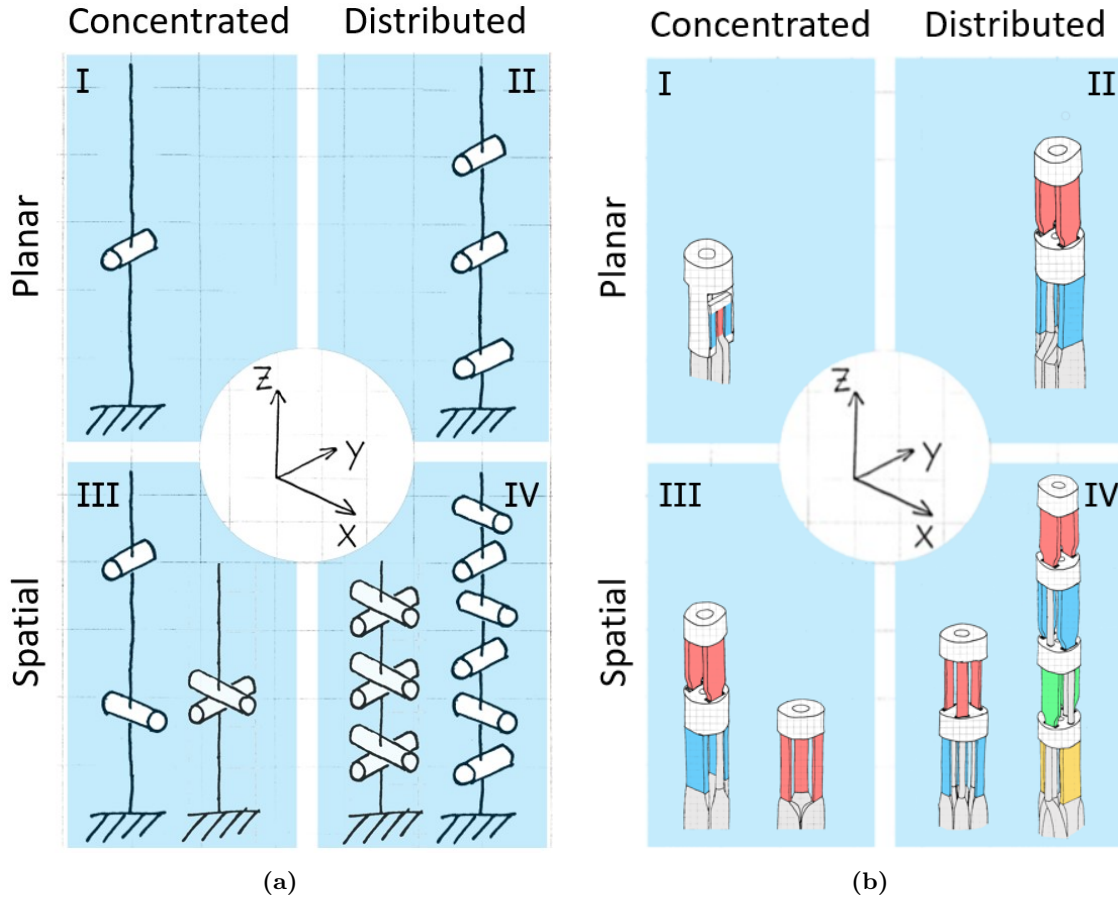 Concentrated Distributed
Concentrated Distributed
I
II
I
II
Planar
Planar
Z
Y
X
Z
Y
X
III
IV
III
IV
Spatial
Spatial
(a)
(b)